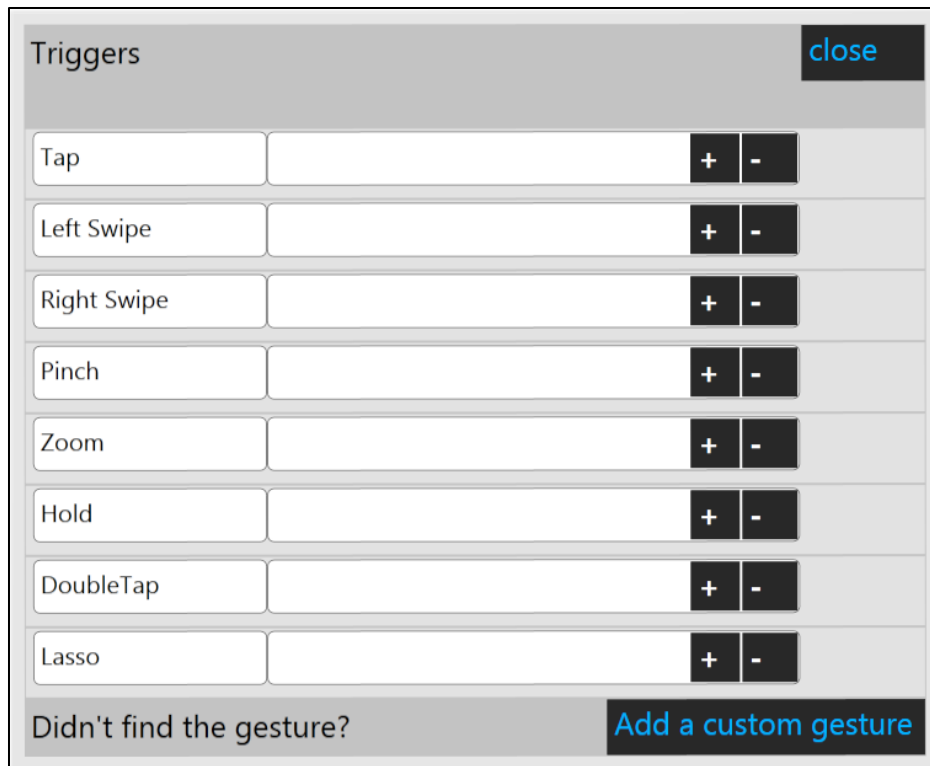 Triggers close
Tap + -
Left Swipe + -
Right Swipe + -
Pinch + -
Zoom + -
Hold + -
DoubleTap + -
Lasso + -
Didn't find the gesture? Add a custom gesture